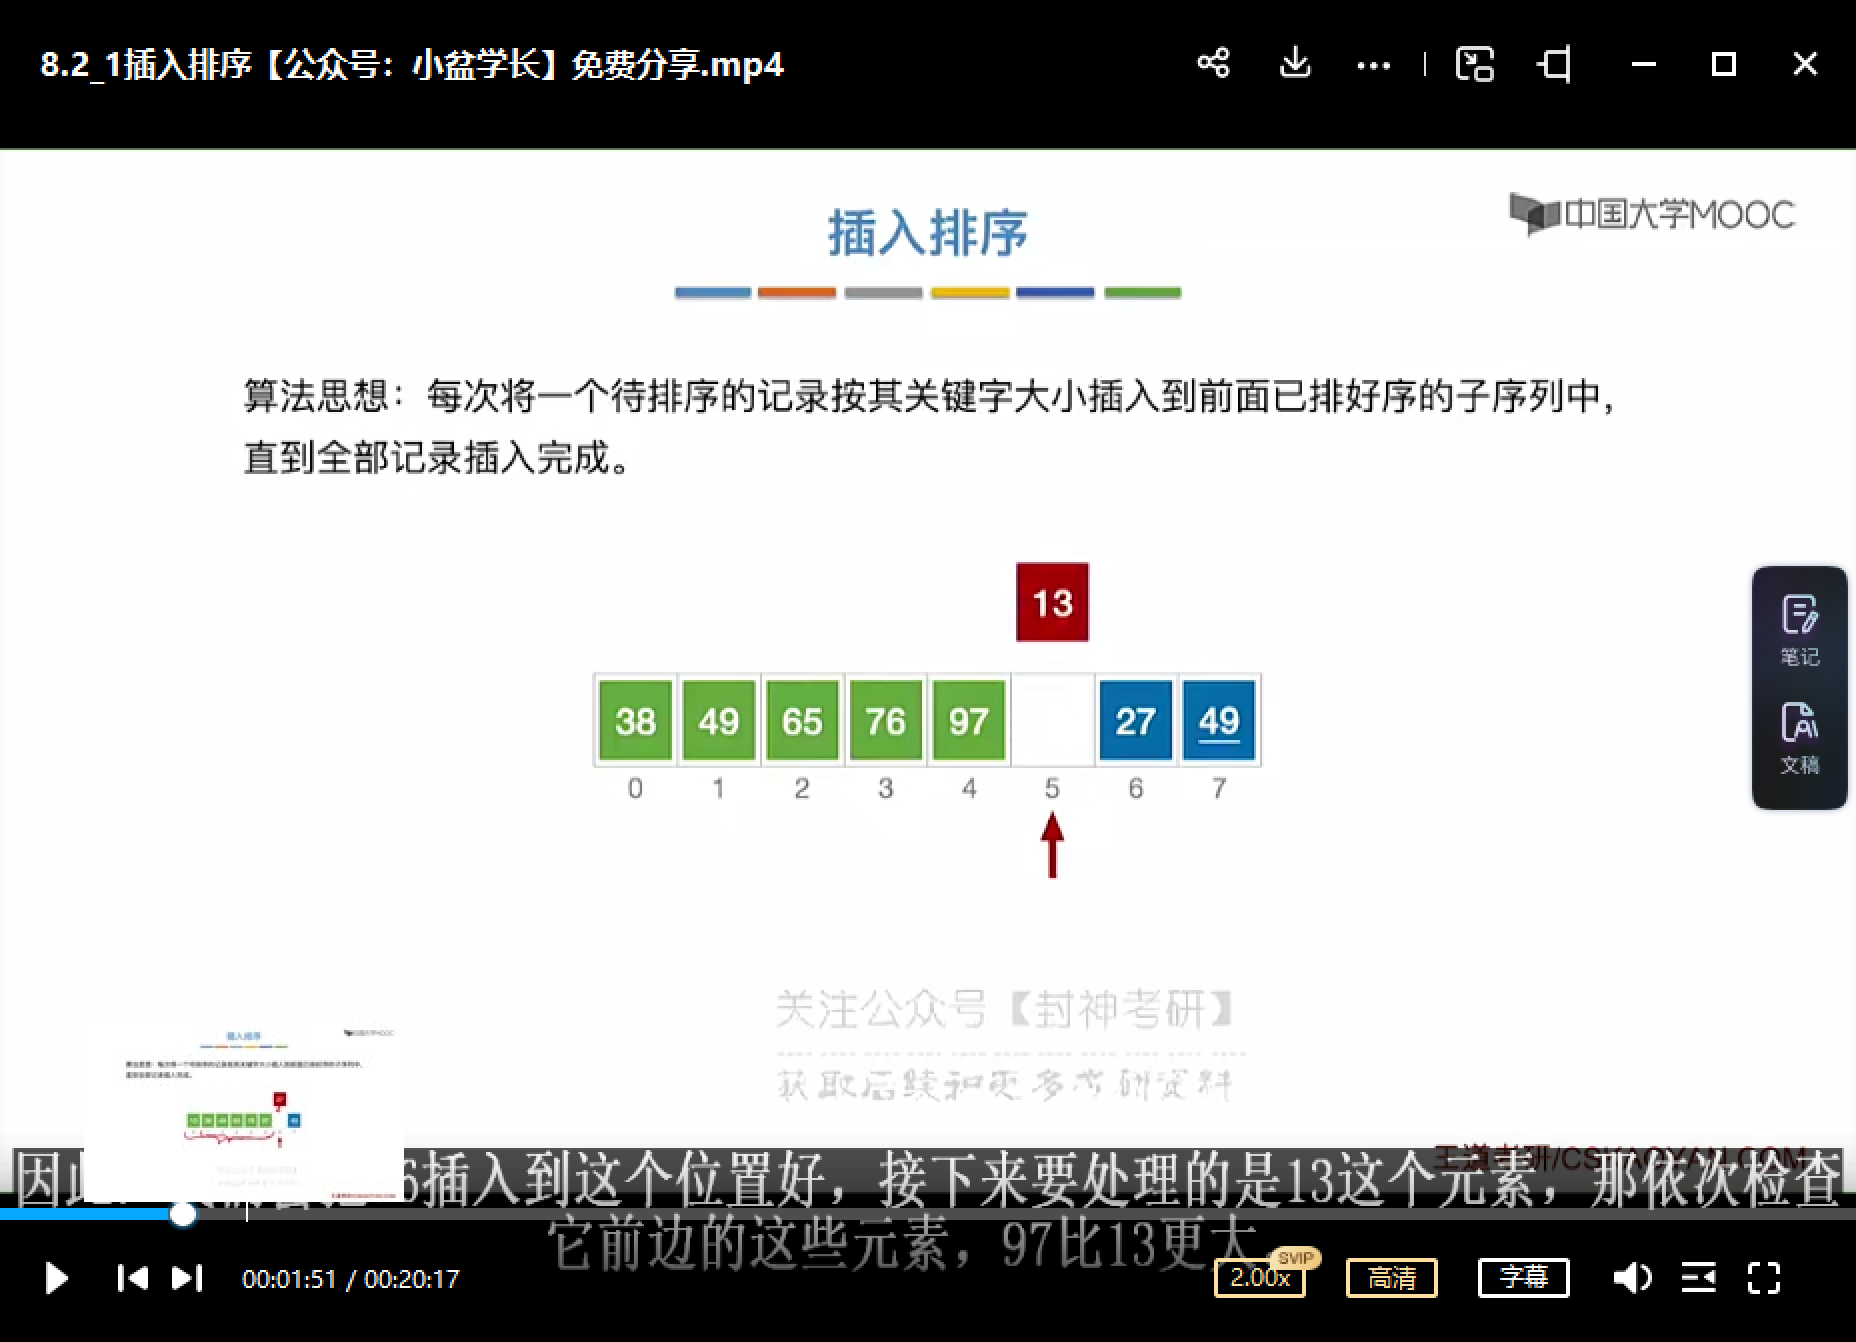 8.2_1插入排序【公众号：小盆学长】免费分享.mp4
插入排序
中国大学MOOC
算法思想：每次将一个待排序的记录按其关键字大小插入到前面已排好序的子序列中，
直到全部记录插入完成。
13
38 49 65 76 97 27 49
0 1 2 3 4 5 6 7
笔记
文稿
关注公众号【封神考研】
获取后续和更多考研资料
王道考研/CSKAOYAN.COM
6插入到这个位置好，接下来要处理的是13这个元素，那依次检查
它前边的这些元素，97比13更大
00:01:51 / 00:20:17
2.00x
SVIP
高清
字幕